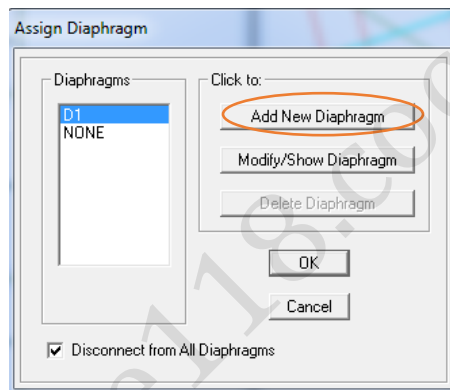 Assign Diaphragm
Diaphragms
D1
NONE
Click to:
Add New Diaphragm
Modify/Show Diaphragm
Delete Diaphragm
OK
Cancel
Disconnect from All Diaphragms